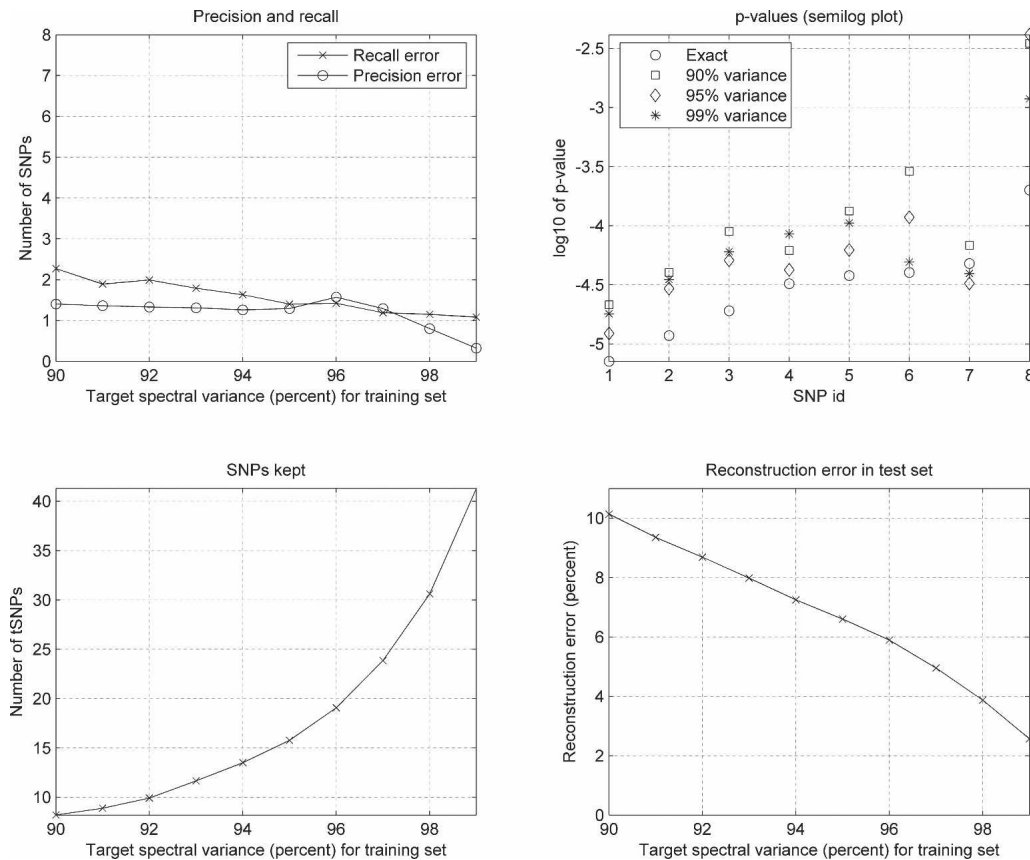 Precision and recall
8
7
6
5
4
3
2
1
0
Number of SNPs
Recall error
Precision error
90
92
94
96
98
Target spectral variance (percent) for training set
p-values (semilog plot)
-2.5
-3
-3.5
-4
-4.5
-5
log10 of p-value
Exact
90% variance
95% variance
99% variance
1
2
3
4
5
6
7
8
SNP id
SNPs kept
40
35
30
25
20
15
10
Number of tSNPs
90
92
94
96
98
Target spectral variance (percent) for training set
Reconstruction error in test set
10
8
6
4
2
0
Reconstruction error (percent)
90
92
94
96
98
Target spectral variance (percent) for training set